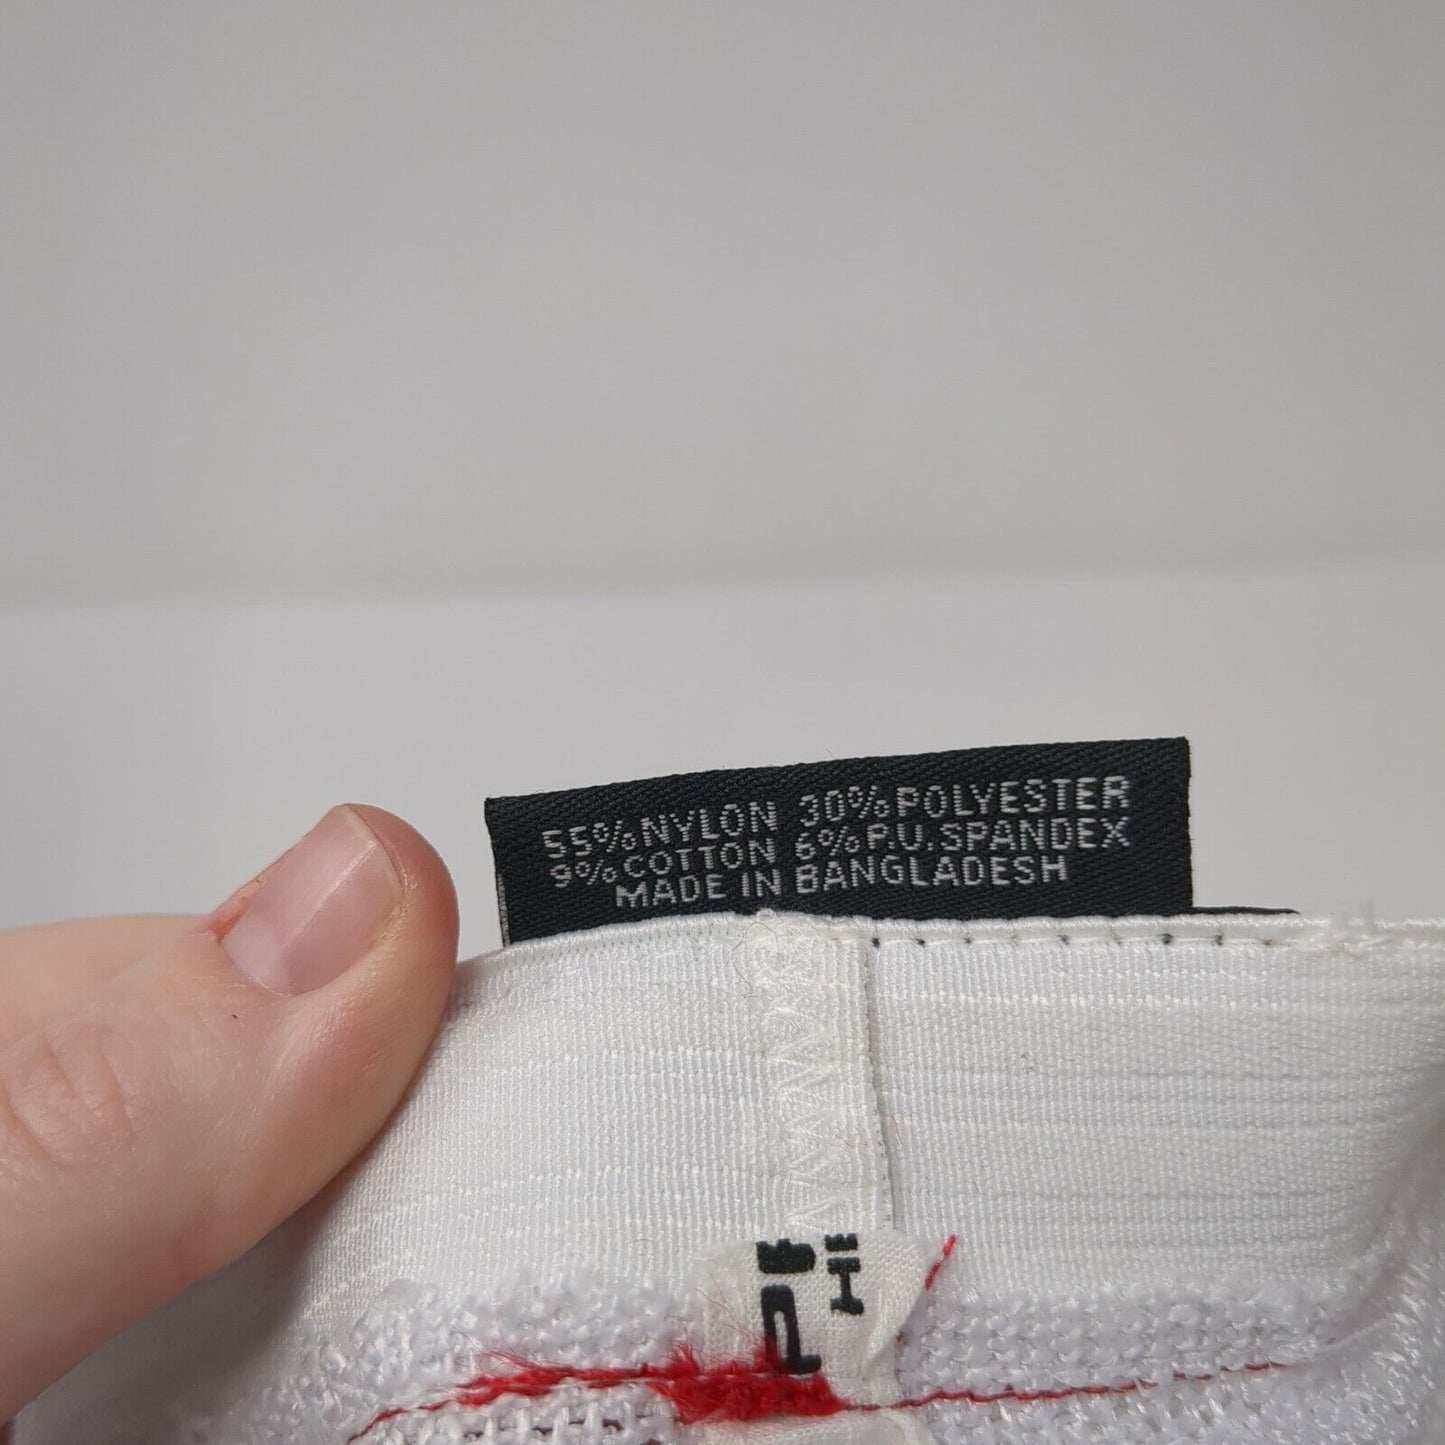 55% NYLON 30% POLYESTER
9% COTTON 6% P.U. SPANDEX
MADE IN BANGLADESH